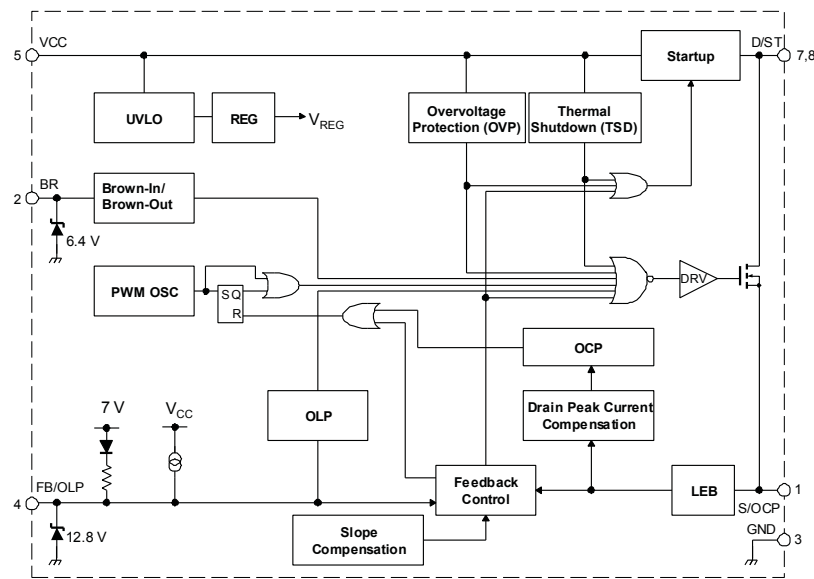 VCC
D/ST
5
7,8
Startup
UVLO
REG
VREG
Overvoltage
Protection (OVP)
Thermal
Shutdown (TSD)
BR
2
Brown-In/
Brown-Out
6.4 V
PWM OSC
S Q
R
DRV
OCP
7 V
VCC
OLP
Drain Peak Current
Compensation
FB/OLP
4
Feedback
Control
LEB
1
S/OCP
12.8 V
Slope
Compensation
GND
3